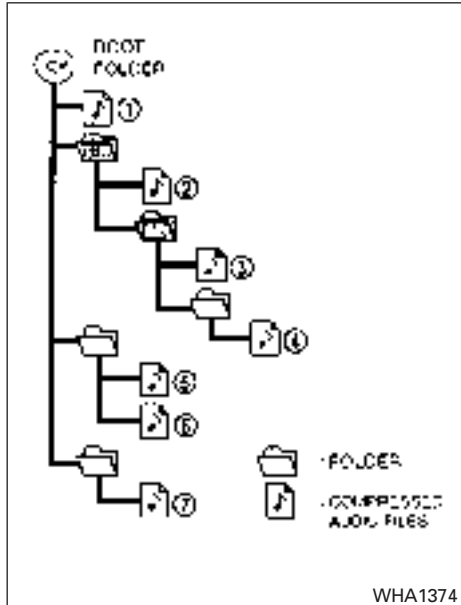 ROOT
FOLDER
①
②
③
④
⑤
⑥
⑦
:FOLDER
:COMPRESSED
AUDIO FILES
WHA1374